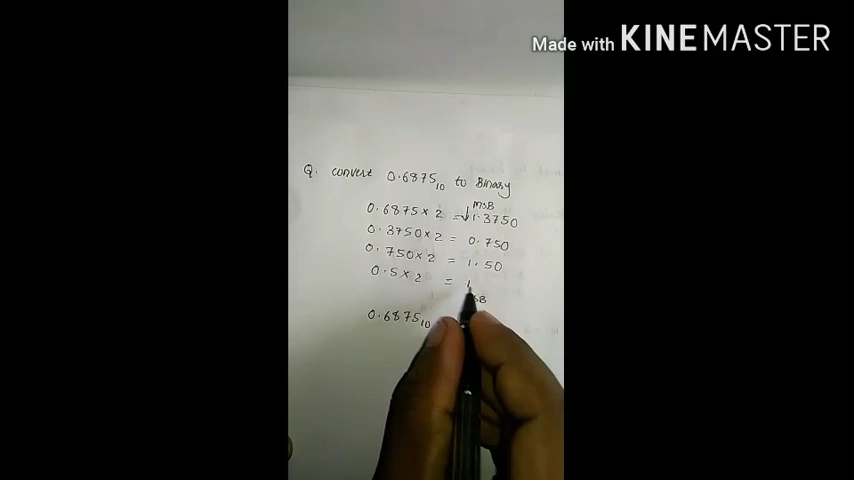 Made with KINEMASTER
Q. convert 0.6875₁₀ to Binary
MSB
0.6875 × 2 = ↓1.3750
0.3750 × 2 = 0.750
0.750 × 2 = 1.50
0.5 × 2 = 1
0.6875₁₀